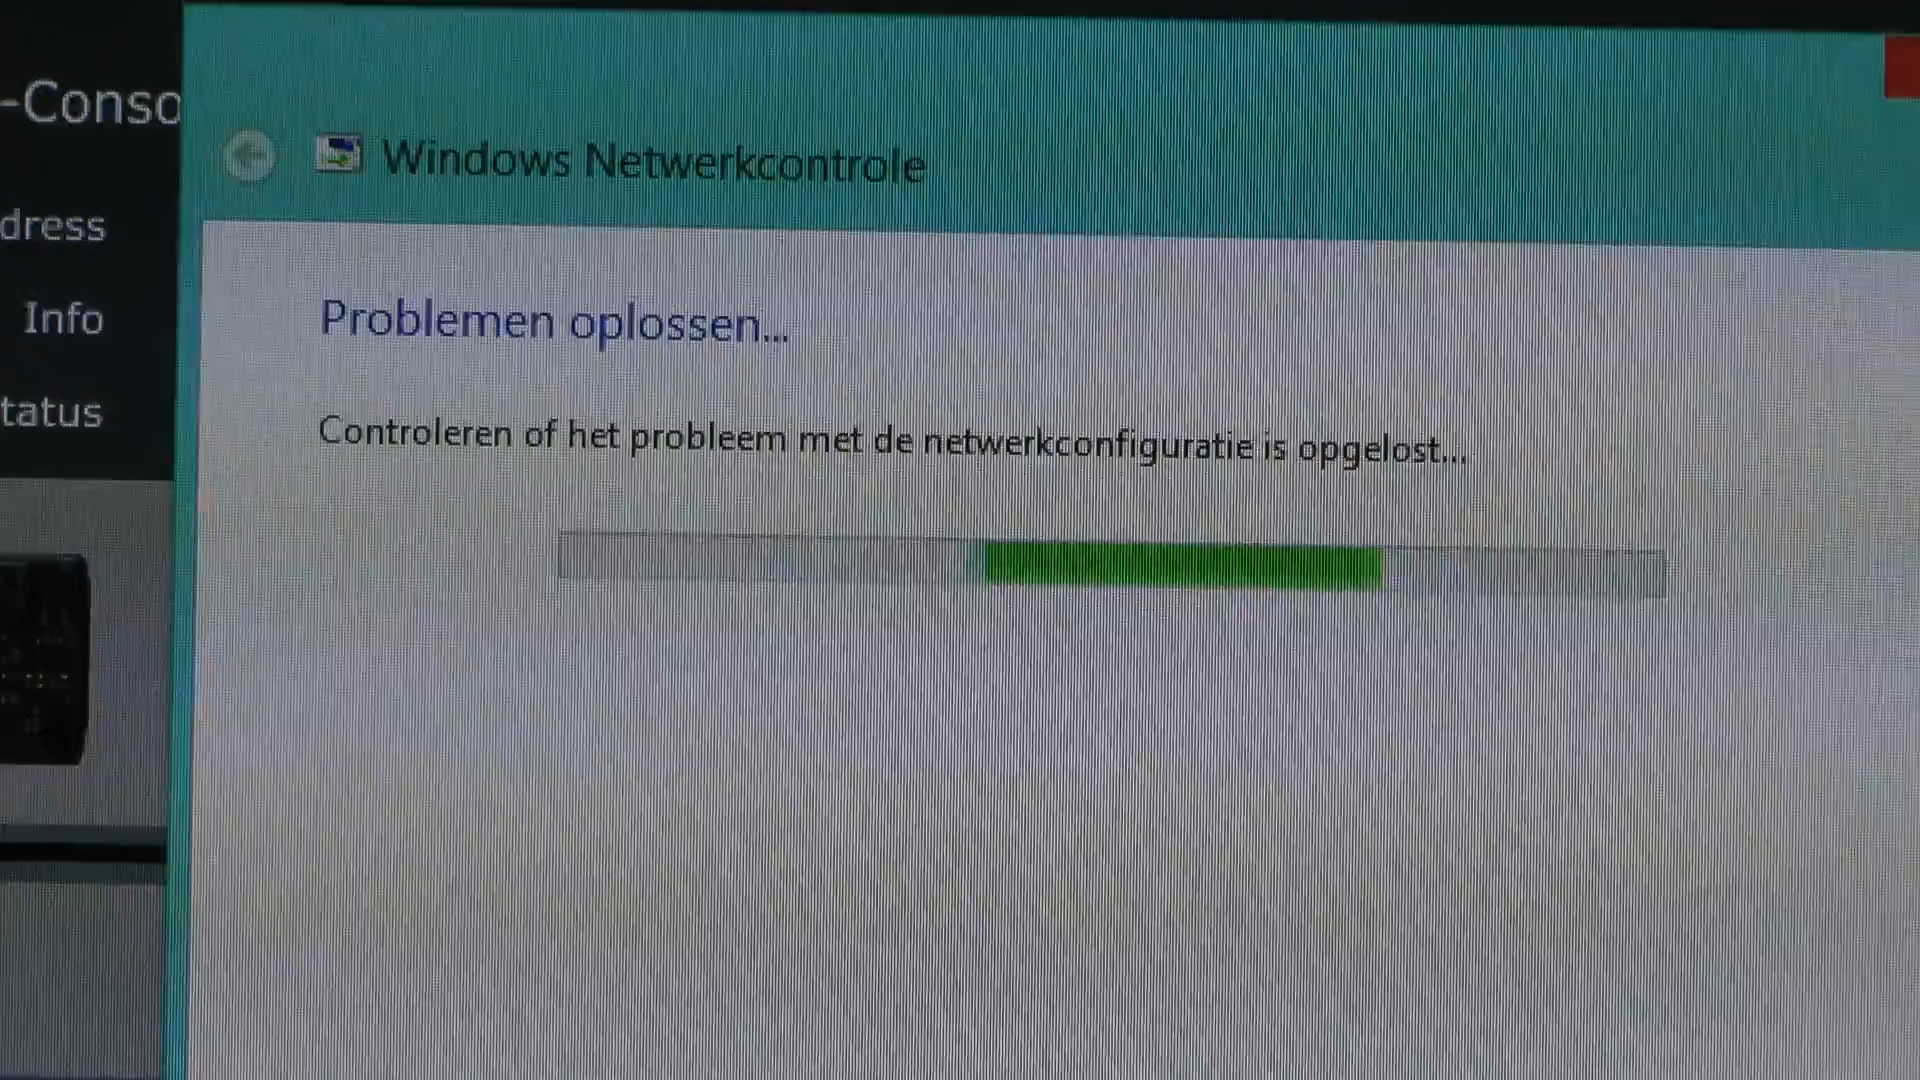 -Conso
dress
Info
tatus
Windows Netwerkcontrole
Problemen oplossen...
Controleren of het probleem met de netwerkconfiguratie is opgelost...